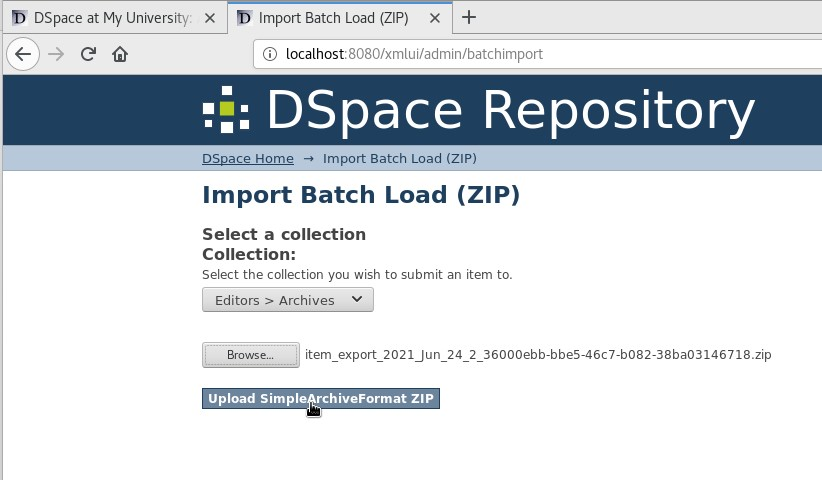 DSpace at My University:
Import Batch Load (ZIP)
localhost:8080/xmlui/admin/batchimport
DSpace Repository
DSpace Home → Import Batch Load (ZIP)
Import Batch Load (ZIP)
Select a collection
Collection:
Select the collection you wish to submit an item to.
Editors > Archives
Browse... item_export_2021_Jun_24_2_36000ebb-bbe5-46c7-b082-38ba03146718.zip
Upload SimpleArchiveFormat ZIP